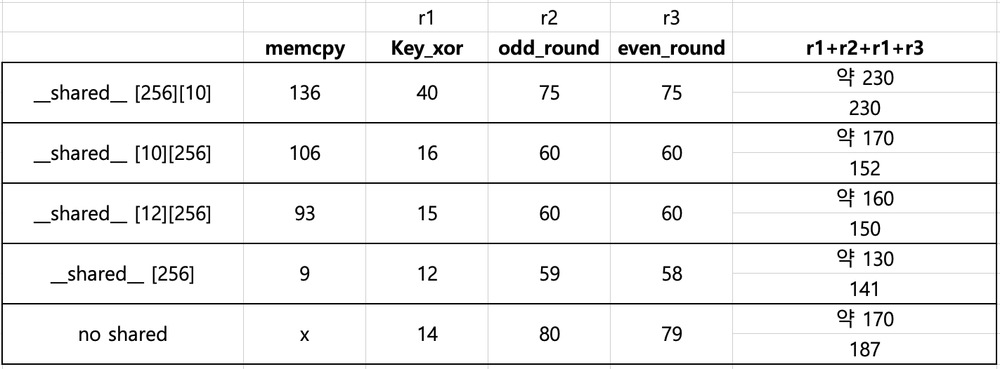 r1 r2 r3
memcpy Key_xor odd_round even_round r1+r2+r1+r3
__shared__ [256][10] 136 40 75 75 약 230
230
__shared__ [10][256] 106 16 60 60 약 170
152
__shared__ [12][256] 93 15 60 60 약 160
150
__shared__ [256] 9 12 59 58 약 130
141
no shared x 14 80 79 약 170
187